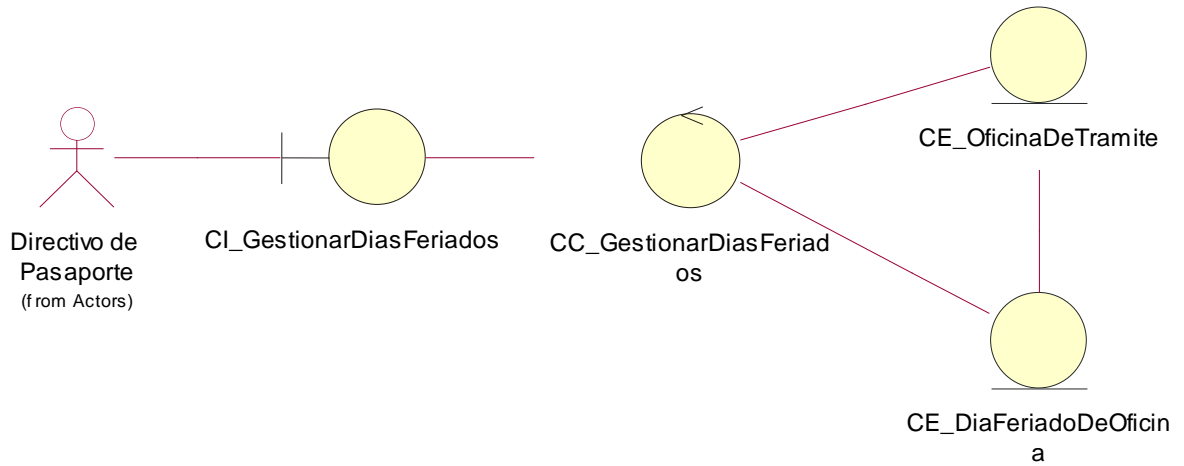 CE_OficinaDeTramite
Directivo de
Pasaporte
(from Actors)
CI_GestionarDiasFeriados
CC_GestionarDiasFeriad
os
CE_DiaFeriadoDeOficin
a